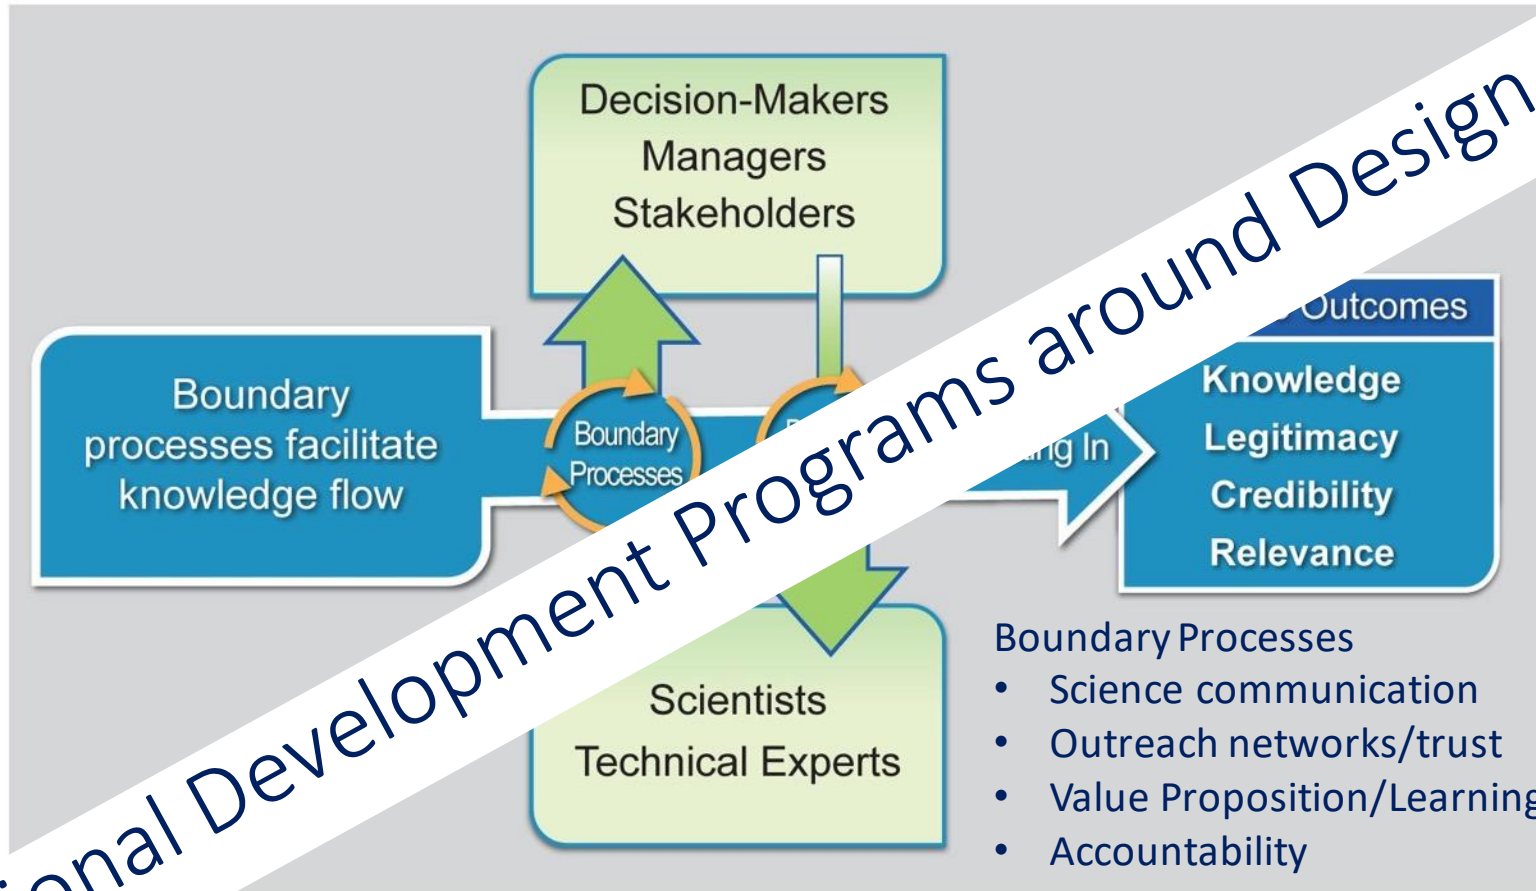 Decision-Makers
Managers
Stakeholders
Boundary
processes facilitate
knowledge flow
Boundary
Processes
In
Outcomes
Knowledge
Legitimacy
Credibility
Relevance
Development Programs around Design
Scientists
Technical Experts
Boundary Processes
• Science communication
• Outreach networks/trust
• Value Proposition/Learning
• Accountability